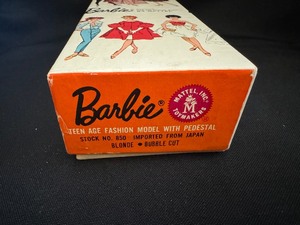 Barbie
Barbie®
MATTEL, INC.
M
TOYMAKERS
TEEN AGE FASHION MODEL WITH PEDESTAL
STOCK NO. 850 IMPORTED FROM JAPAN
BLONDE • BUBBLE CUT